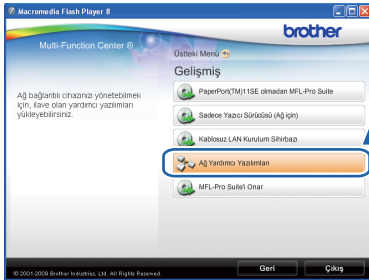 Macromedia Flash Player 8
brother
Multi-Function Center ®
Üstteki Menü
Gelişmiş
Ağ bağlantılı cihazınızı yönetebilmek
için, ilave olan yardımcı yazılımları
yükleyebilirsiniz.
PaperPort(TM)11SE olmadan MFL-Pro Suite
Sadece Yazıcı Sürücüsü (Ağ için)
Kablosuz LAN Kurulum Sihirbazı
Ağ Yardımcı Yazılımları
MFL-Pro Suite'i Onar
© 2001-2009 Brother Industries, Ltd. All Rights Reserved.
Geri
Çıkış